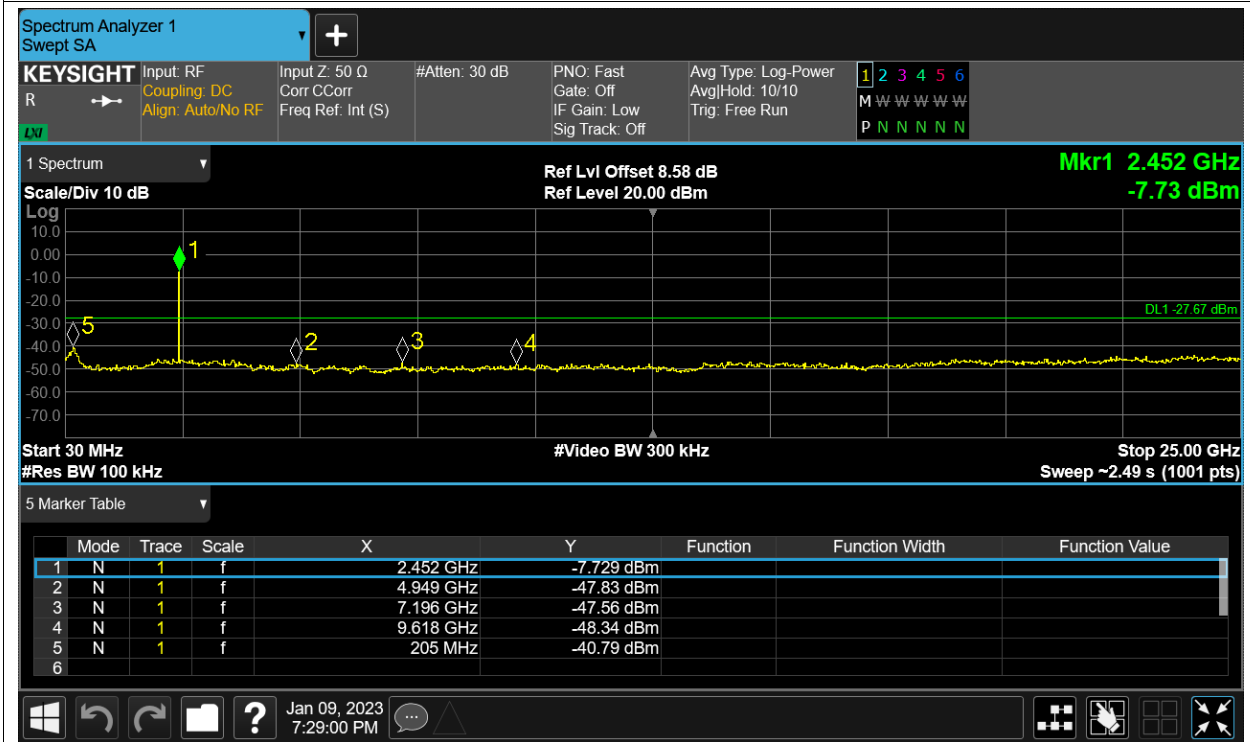 Spectrum Analyzer 1
Swept SA
+
KEYSIGHT Input: RF Input Z: 50 Ω #Atten: 30 dB PNO: Fast Avg Type: Log-Power 1 2 3 4 5 6
R Coupling: DC Corr CCorr Gate: Off Avg|Hold: 10/10 M W W W W W
Align: Auto/No RF Freq Ref: Int (S) IF Gain: Low Trig: Free Run
LXI Sig Track: Off P N N N N N
1 Spectrum Ref Lvl Offset 8.58 dB Mkr1 2.452 GHz
Scale/Div 10 dB Ref Level 20.00 dBm -7.73 dBm
Log
10.0
0.00 1
-10.0
-20.0
DL1 -27.67 dBm
-30.0 5
-40.0 2 3 4
-50.0
-60.0
-70.0
Start 30 MHz #Video BW 300 kHz Stop 25.00 GHz
#Res BW 100 kHz Sweep ~2.49 s (1001 pts)
5 Marker Table
Mode Trace Scale X Y Function Function Width Function Value
1 N 1 f 2.452 GHz -7.729 dBm
2 N 1 f 4.949 GHz -47.83 dBm
3 N 1 f 7.196 GHz -47.56 dBm
4 N 1 f 9.618 GHz -48.34 dBm
5 N 1 f 205 MHz -40.79 dBm
6
? Jan 09, 2023
7:29:00 PM